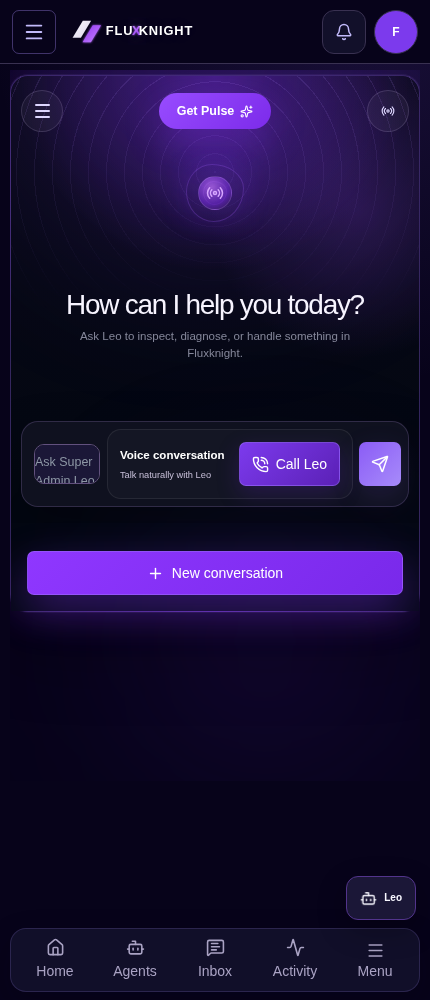 FLUXKNIGHT
F
Get Pulse
How can I help you today?
Ask Leo to inspect, diagnose, or handle something in
Fluxknight.
Ask Super
Admin Leo
Voice conversation
Talk naturally with Leo
Call Leo
New conversation
Leo
Home
Agents
Inbox
Activity
Menu